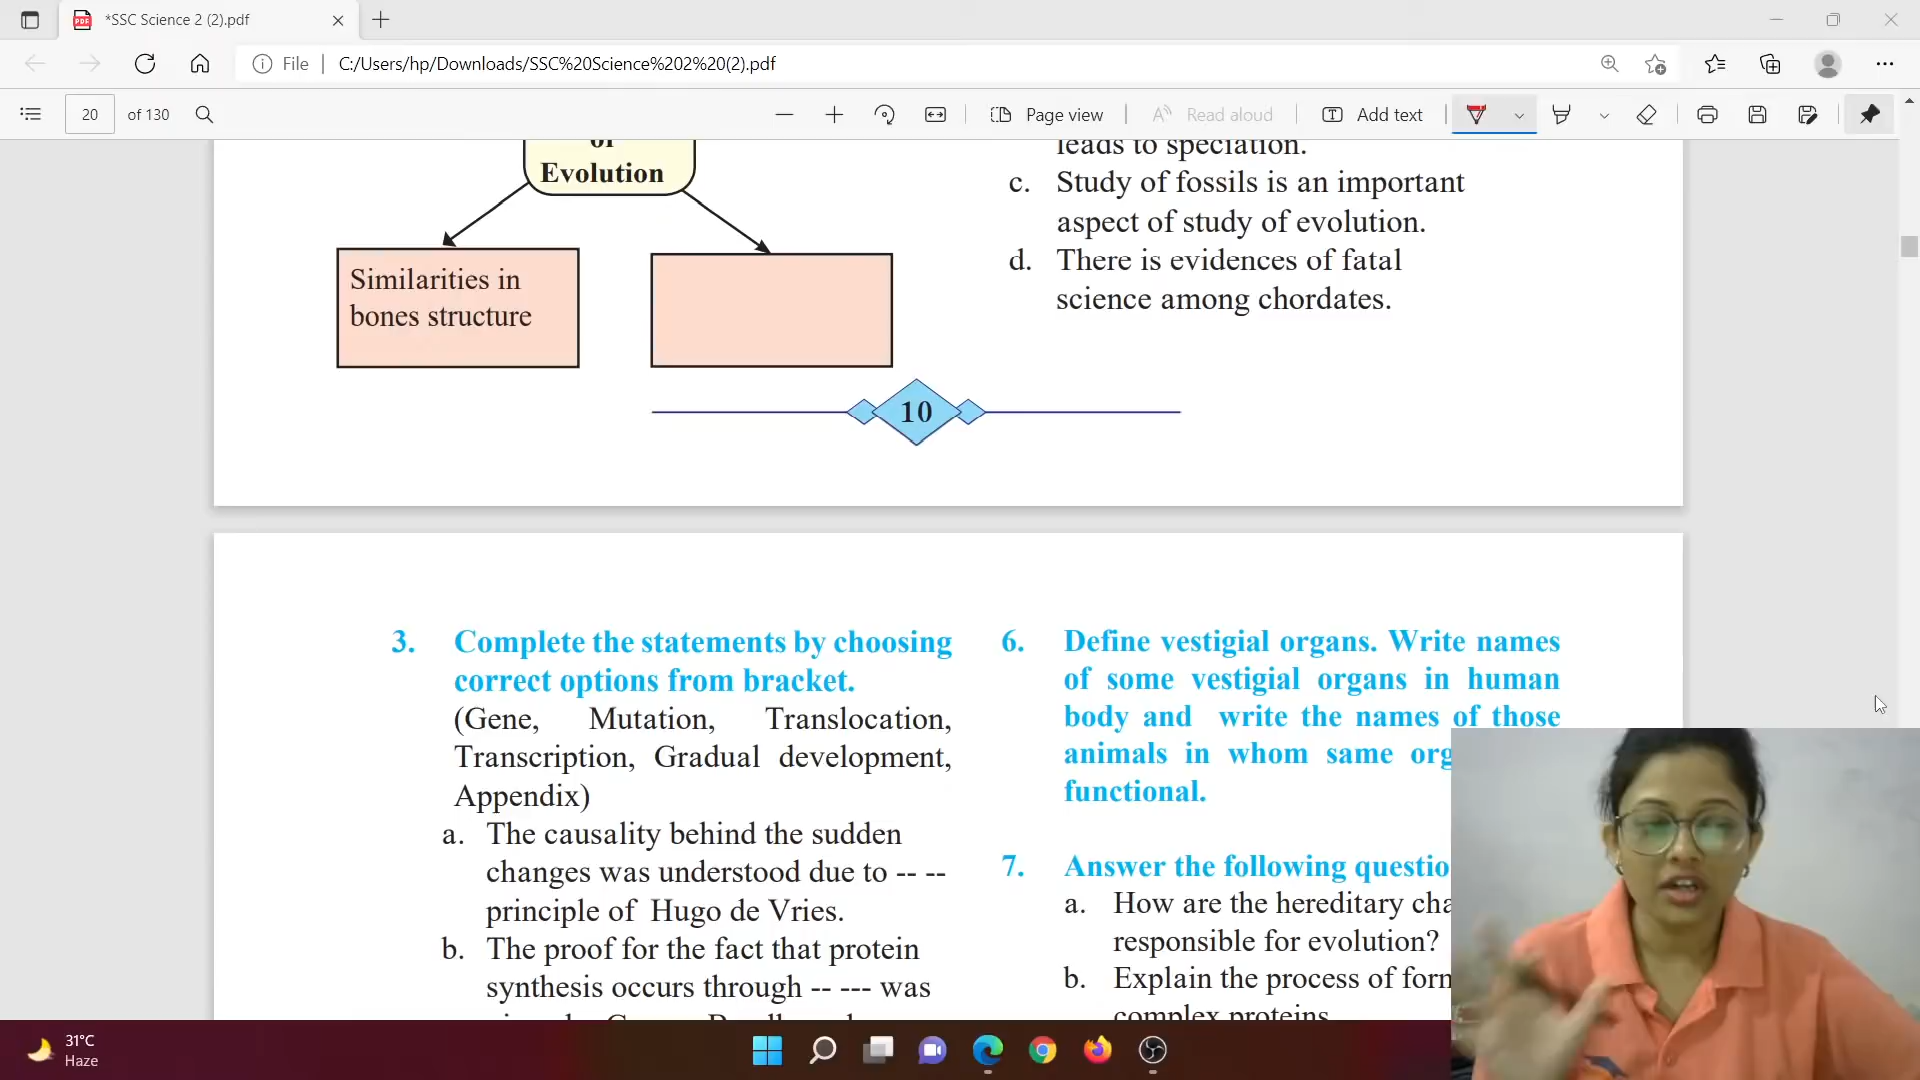 *SSC Science 2 (2).pdf
File
C:/Users/hp/Downloads/SSC%20Science%202%20(2).pdf
20 of 130
Page view
Read aloud
Add text
of
Evolution
Similarities in
bones structure
leads to speciation.
c. Study of fossils is an important
aspect of study of evolution.
d. There is evidences of fatal
science among chordates.
10
3. Complete the statements by choosing
correct options from bracket.
(Gene, Mutation, Translocation,
Transcription, Gradual development,
Appendix)
a. The causality behind the sudden
changes was understood due to -- --
principle of Hugo de Vries.
b. The proof for the fact that protein
synthesis occurs through -- --- was
6. Define vestigial organs. Write names
of some vestigial organs in human
body and write the names of those
animals in whom same org
functional.
7. Answer the following questio
a. How are the hereditary cha
responsible for evolution?
b. Explain the process of form
complex proteins
31°C
Haze